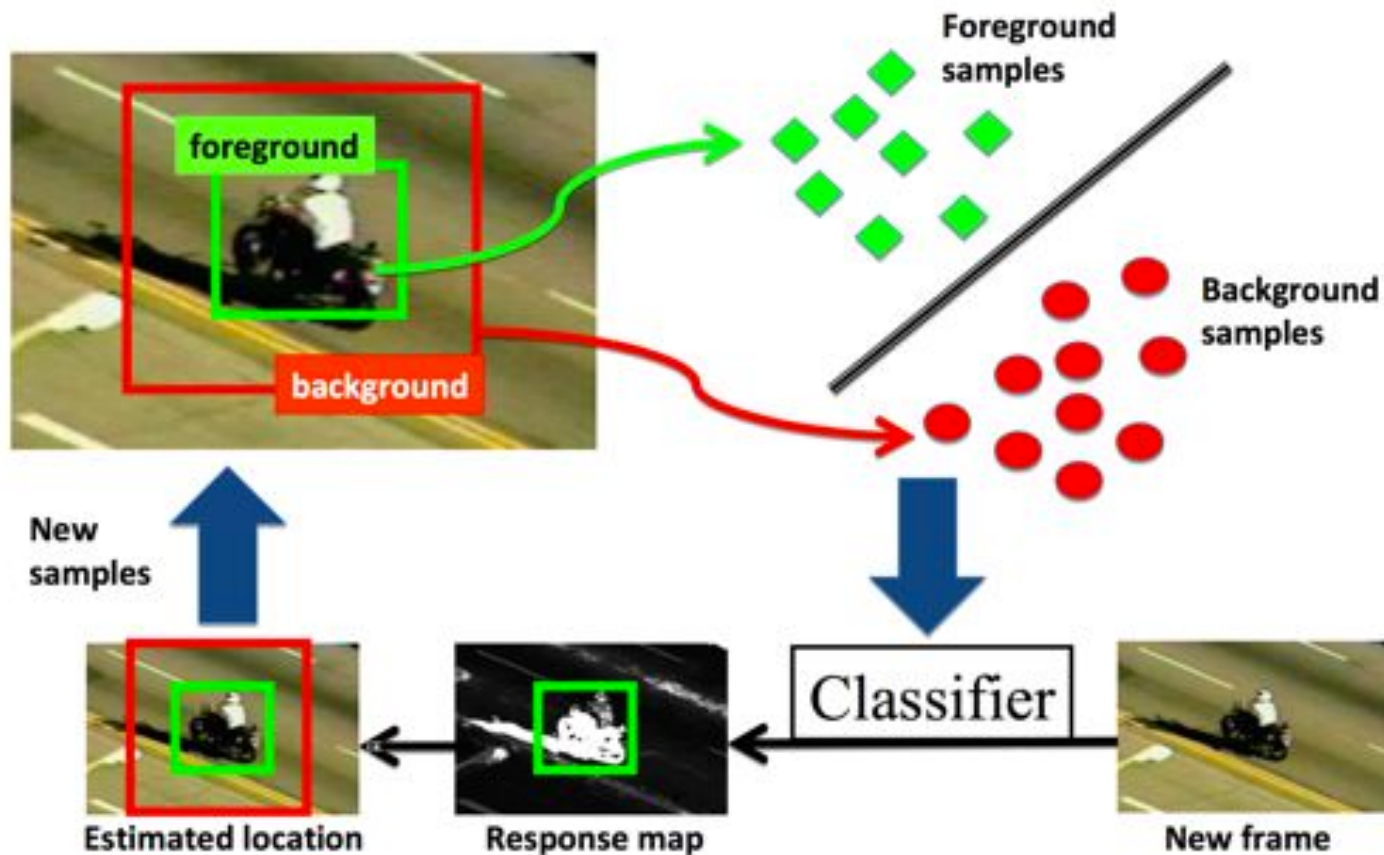 Foreground
samples
foreground
Background
samples
background
New
samples
Classifier
Estimated location
Response map
New frame